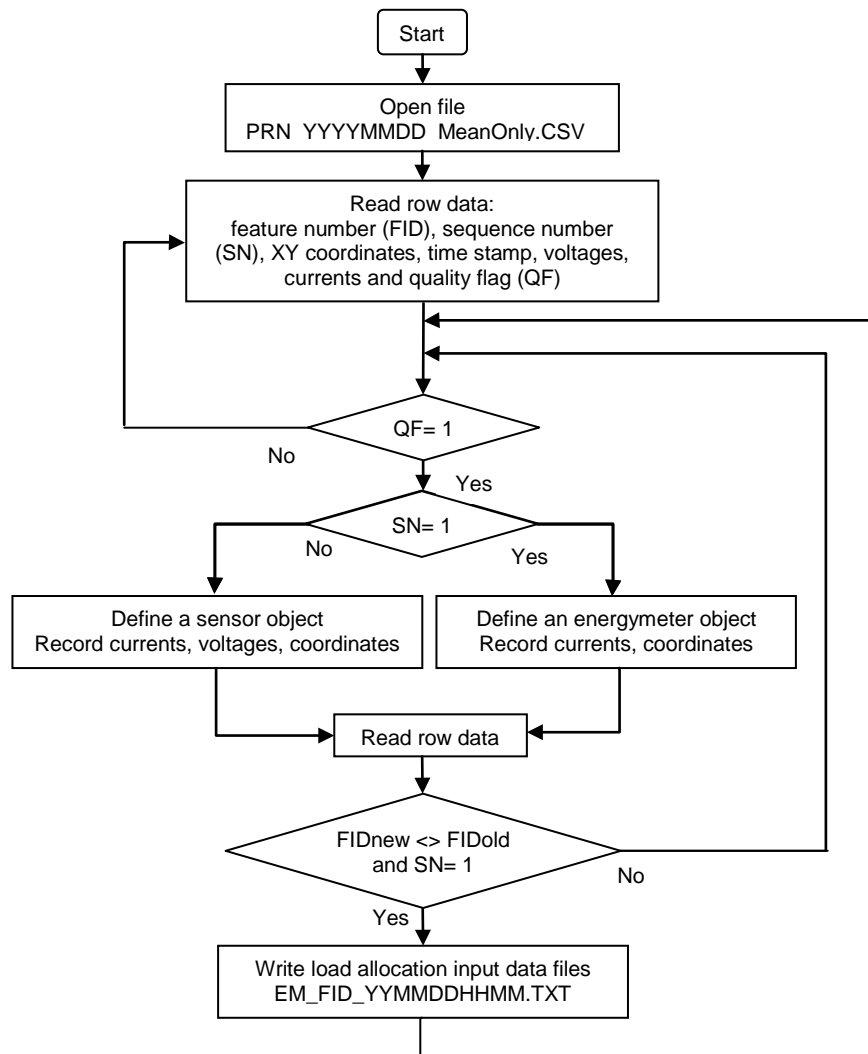 Start
Open file
PRN_YYYYMMDD_MeanOnly.CSV
Read row data:
feature number (FID), sequence number
(SN), XY coordinates, time stamp, voltages,
currents and quality flag (QF)
QF= 1
No
Yes
SN= 1
No
Yes
Define a sensor object
Record currents, voltages, coordinates
Define an energymeter object
Record currents, coordinates
Read row data
FIDnew <> FIDold
and SN= 1
No
Yes
Write load allocation input data files
EM_FID_YYMMDDHHMM.TXT